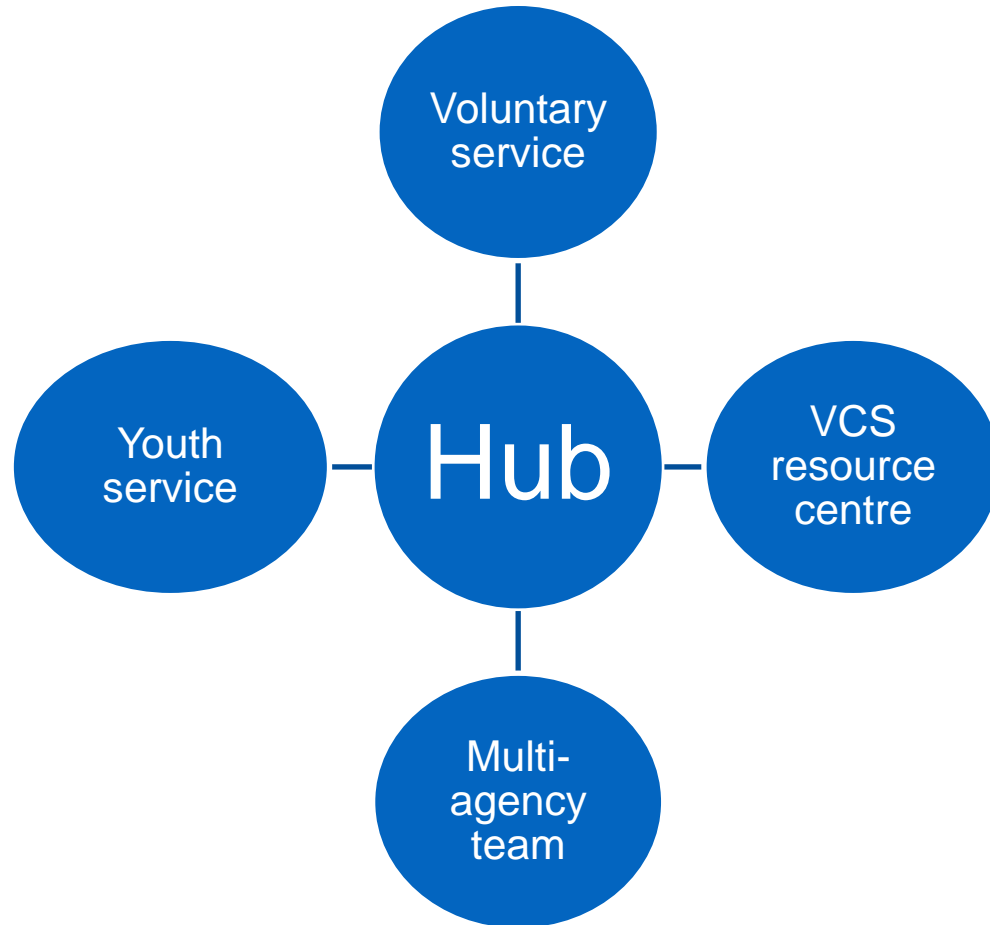 Voluntary
service
Youth
service
Hub
VCS
resource
centre
Multi-
agency
team